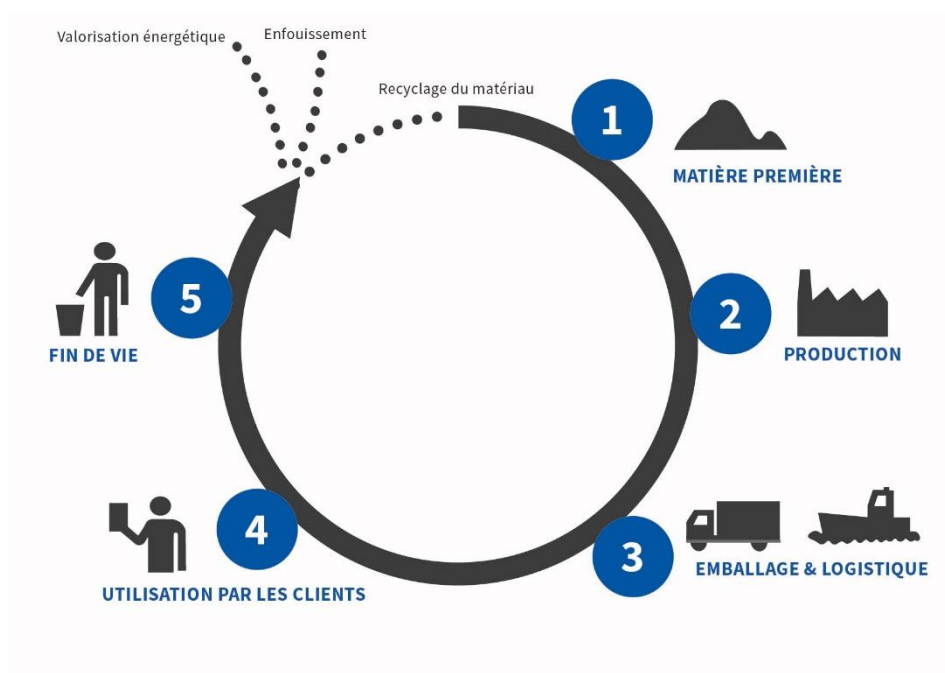 Valorisation énergétique
Enfouissement
Recyclage du matériau
1
MATIÈRE PREMIÈRE
2
PRODUCTION
3
EMBALLAGE & LOGISTIQUE
4
UTILISATION PAR LES CLIENTS
5
FIN DE VIE